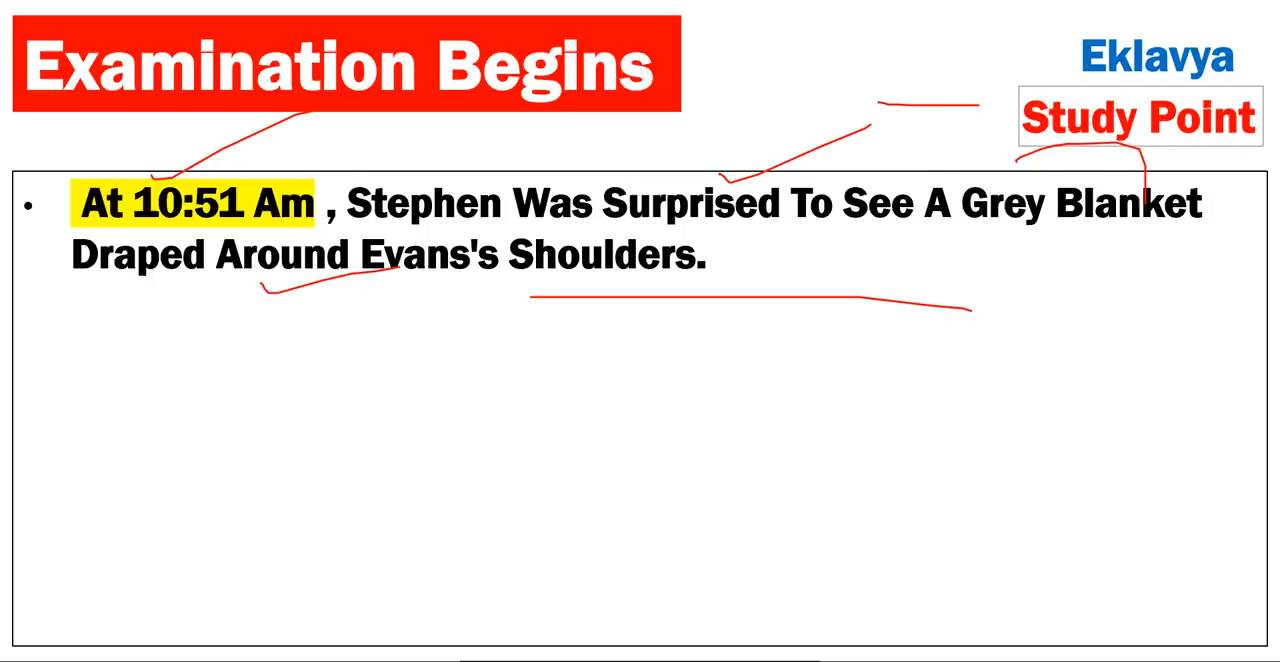 Examination Begins
Eklavya
Study Point
• At 10:51 Am , Stephen Was Surprised To See A Grey Blanket
Draped Around Evans's Shoulders.